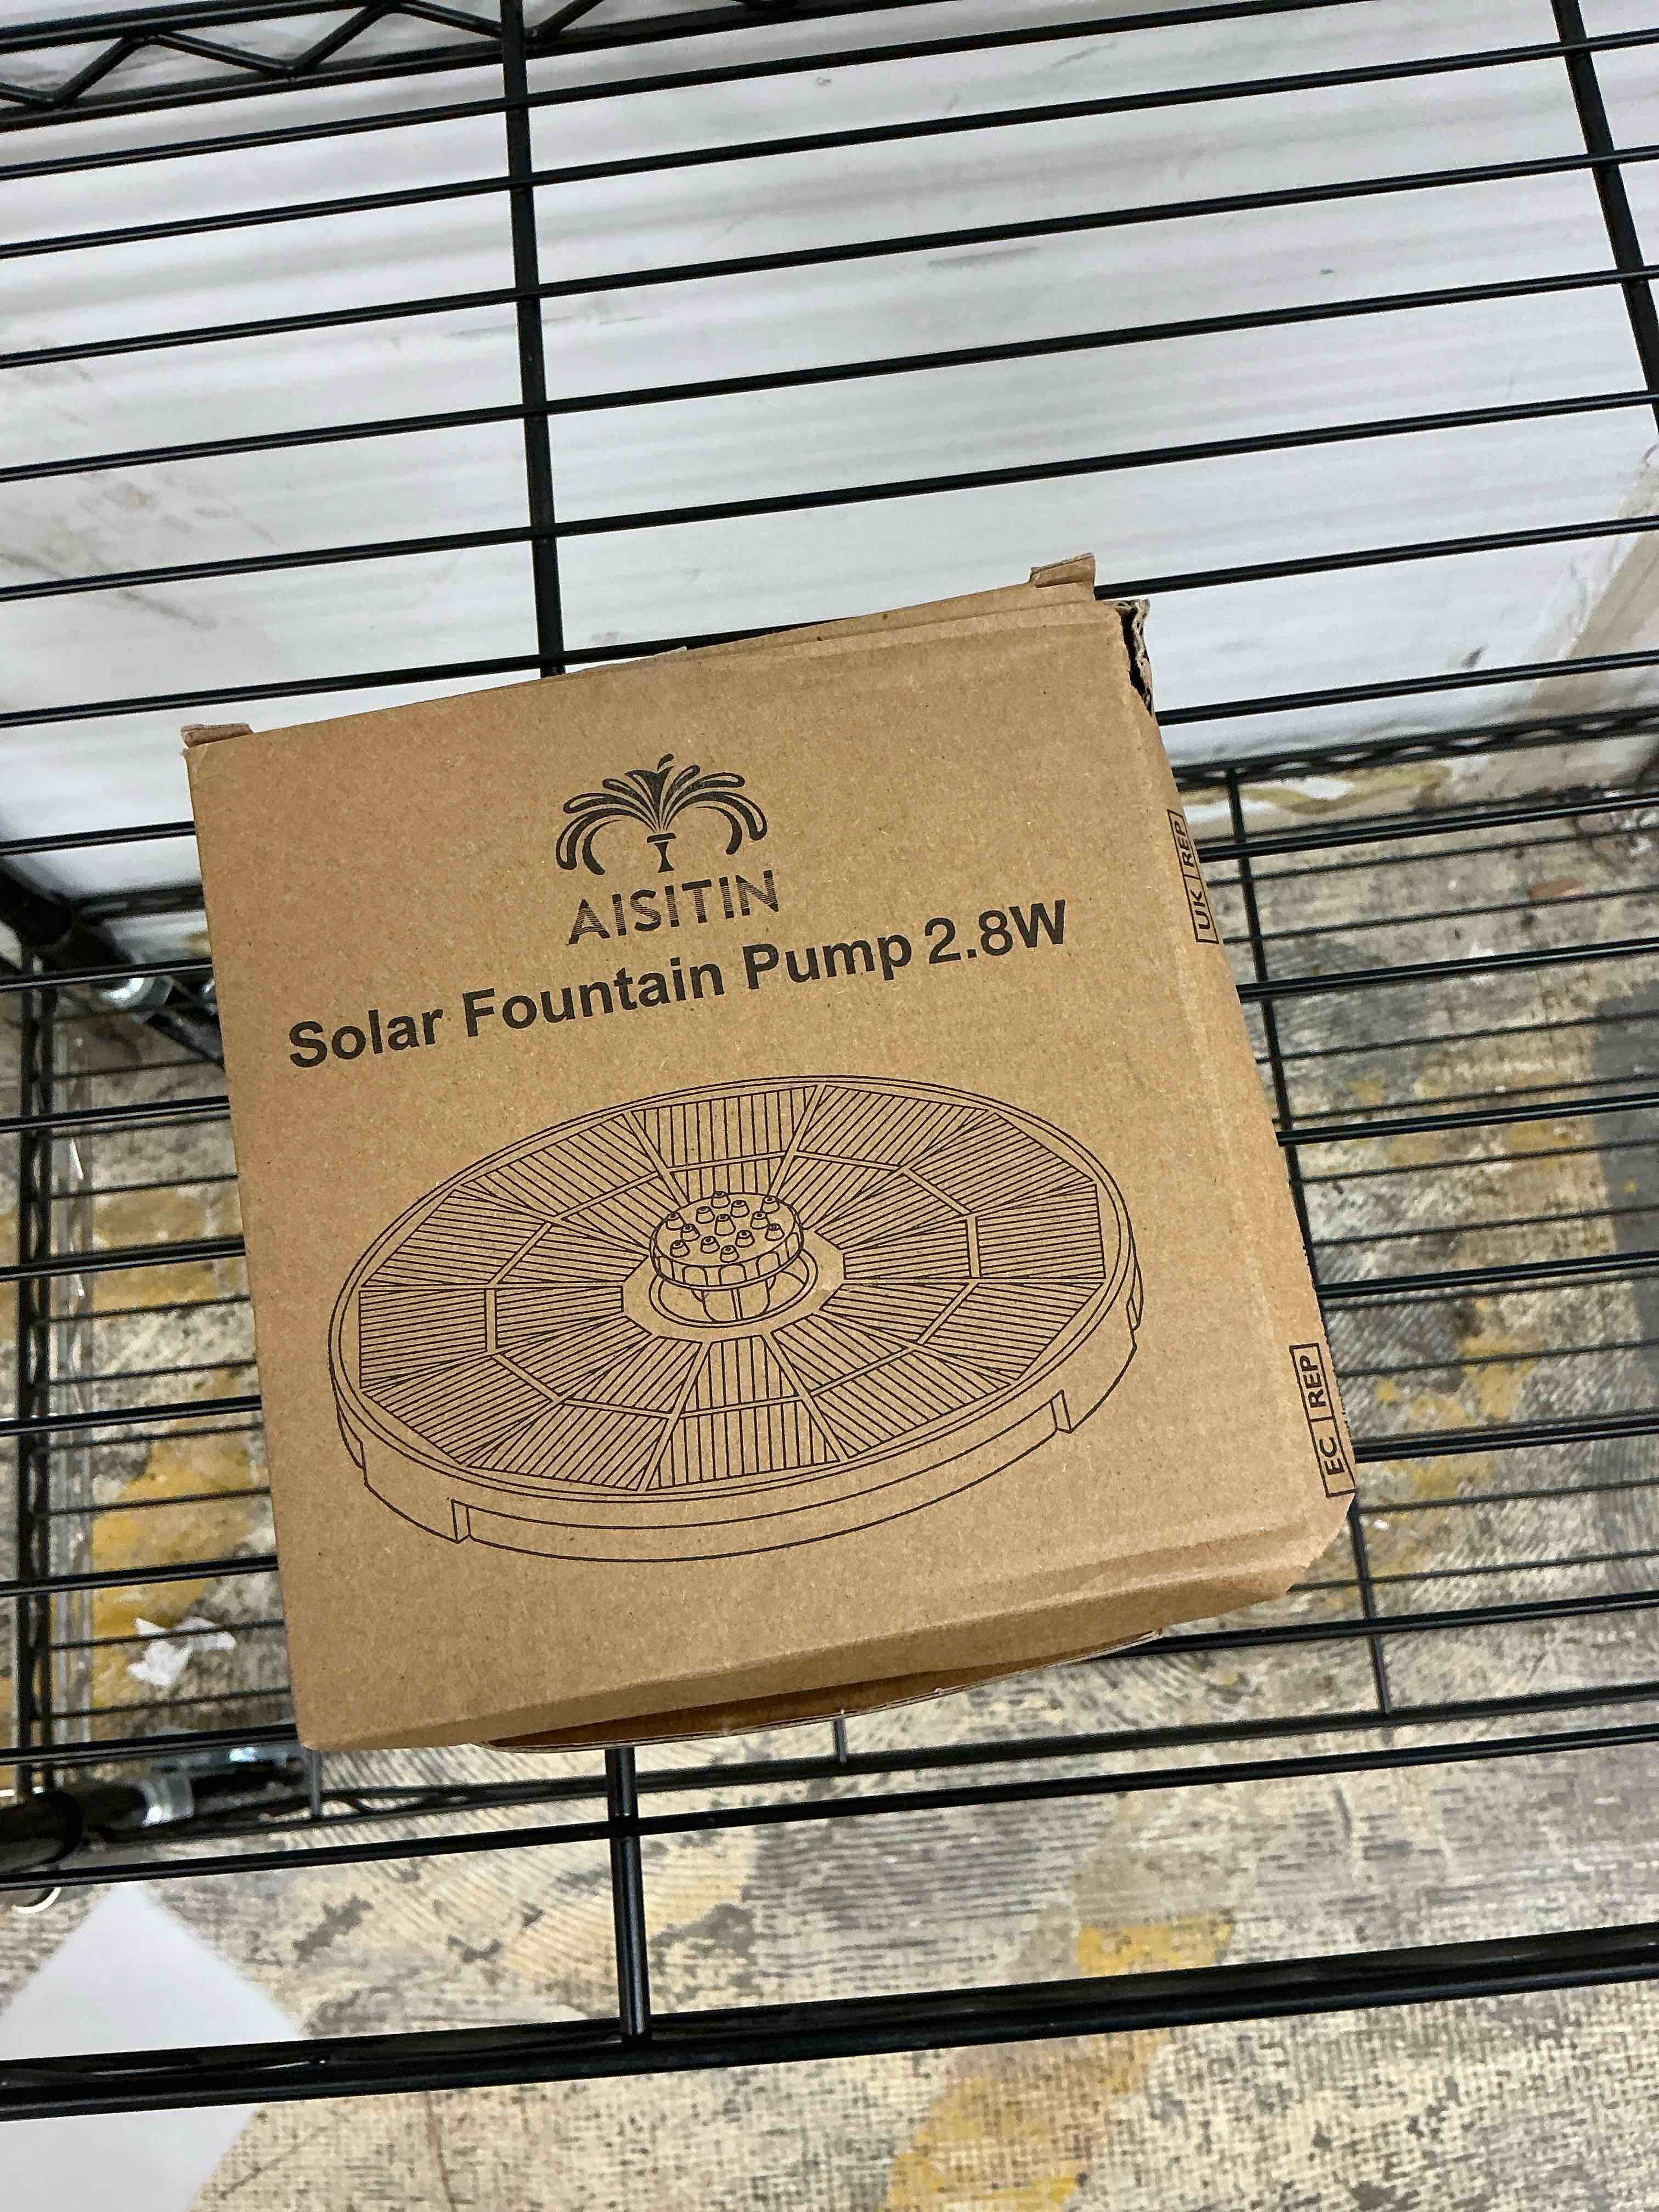 AISITIN
Solar Fountain Pump 2.8W
UK REP
EC REP